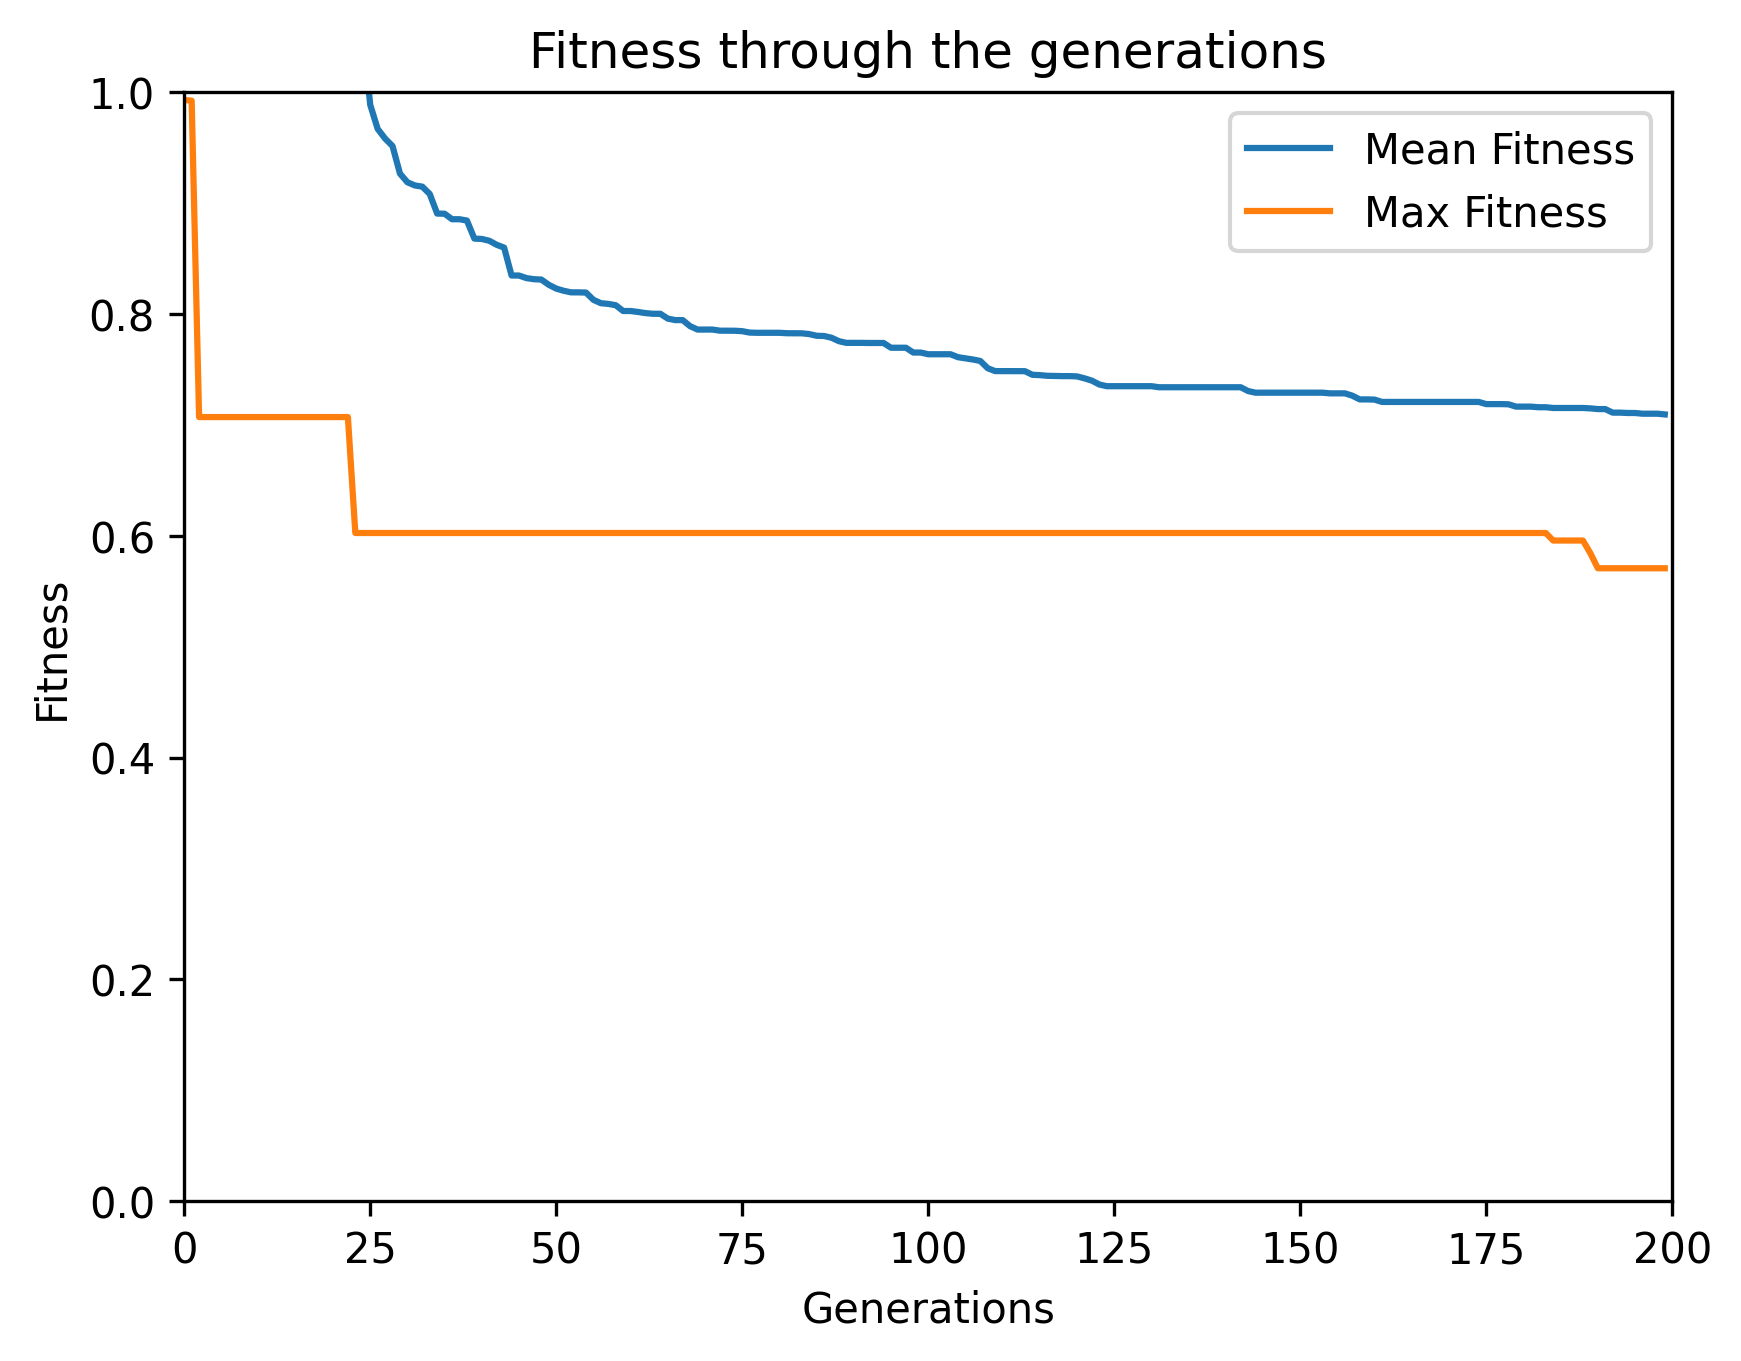 Fitness through the generations
Mean Fitness
Max Fitness
1.0
0.8
0.6
0.4
0.2
0.0
Fitness
0 25 50 75 100 125 150 175 200
Generations